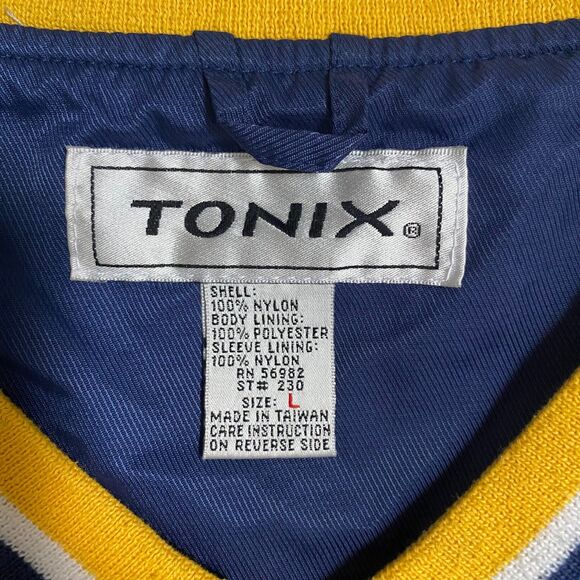 TONIX®
SHELL:
100% NYLON
BODY LINING:
100% POLYESTER
SLEEVE LINING:
100% NYLON
RN 56982
ST# 230
SIZE: L
MADE IN TAIWAN
CARE INSTRUCTION
ON REVERSE SIDE